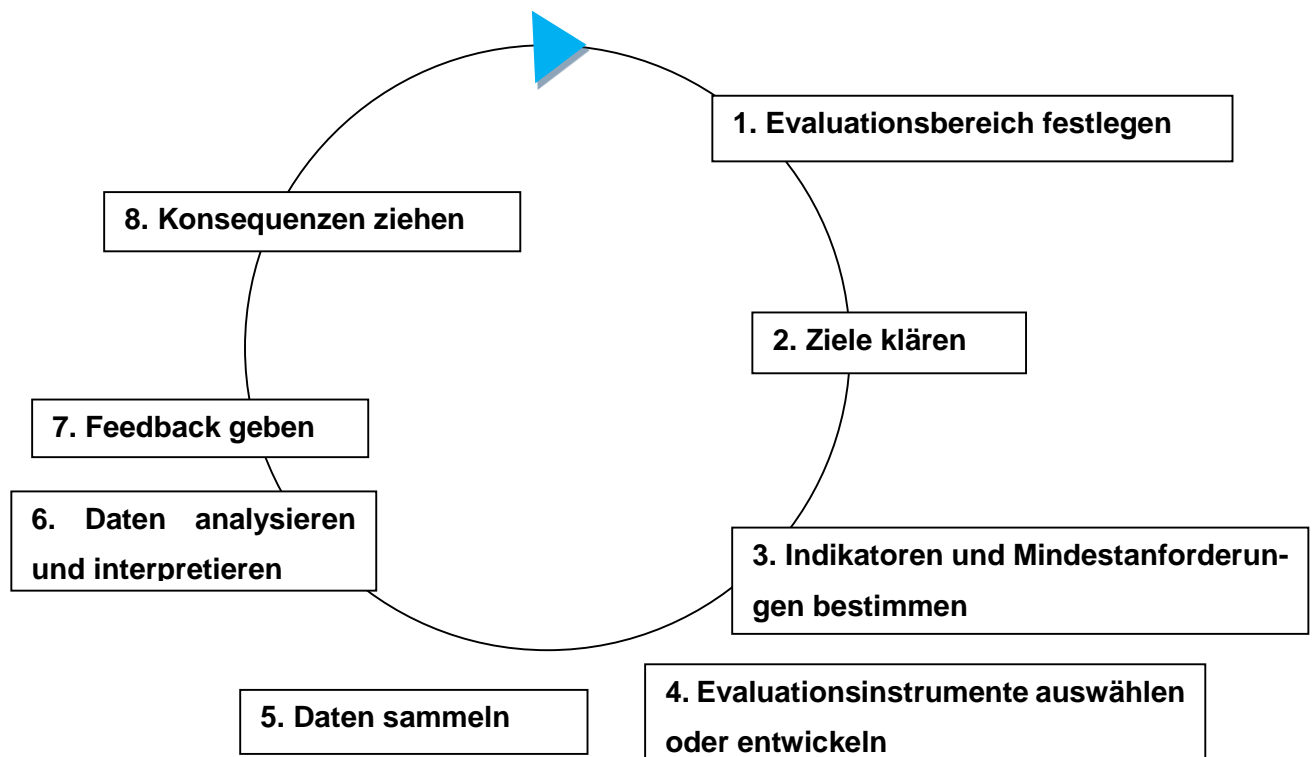 1. Evaluationsbereich festlegen
2. Ziele klären
3. Indikatoren und Mindestanforderun-
gen bestimmen
4. Evaluationsinstrumente auswählen
oder entwickeln
5. Daten sammeln
6. Daten analysieren
und interpretieren
7. Feedback geben
8. Konsequenzen ziehen